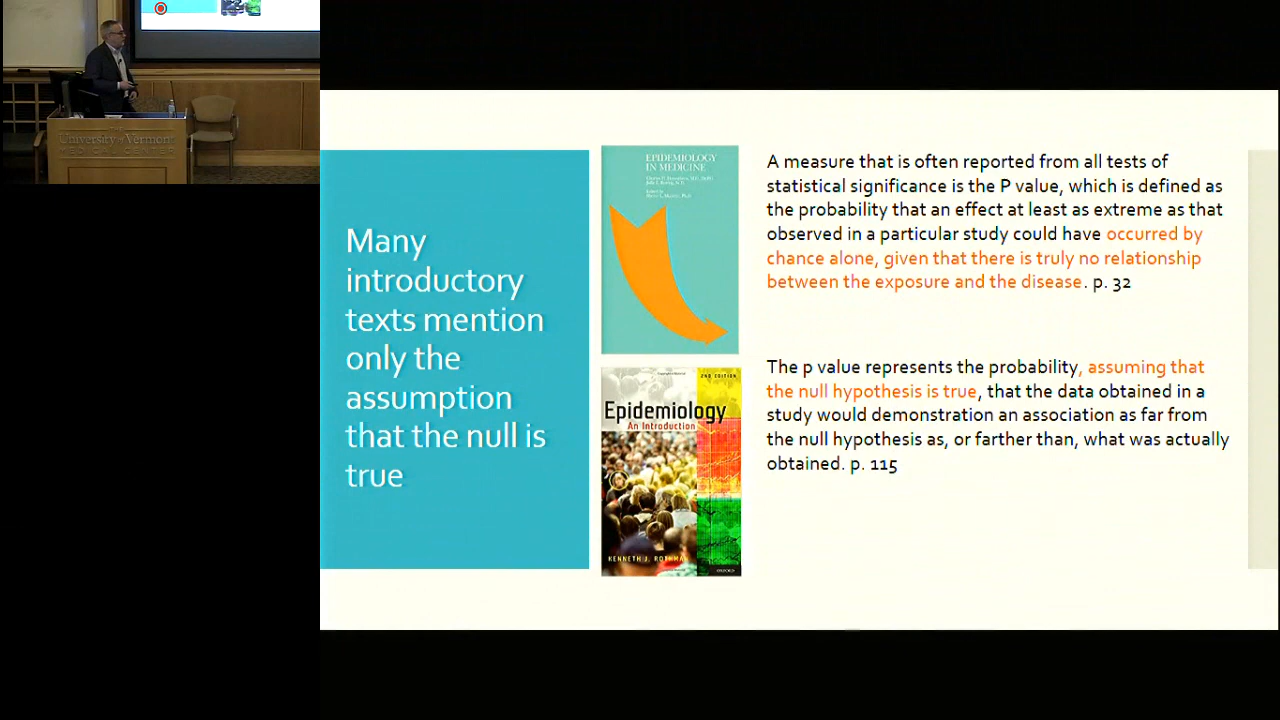 University of Vermont
MEDICAL CENTER
Many
introductory
texts mention
only the
assumption
that the null is
true
EPIDEMIOLOGY
IN MEDICINE
2ND EDITION
Epidemiology
An Introduction
KENNETH J. ROTHMAN
OXFORD
A measure that is often reported from all tests of
statistical significance is the P value, which is defined as
the probability that an effect at least as extreme as that
observed in a particular study could have occurred by
chance alone, given that there is truly no relationship
between the exposure and the disease. p. 32
The p value represents the probability, assuming that
the null hypothesis is true, that the data obtained in a
study would demonstration an association as far from
the null hypothesis as, or farther than, what was actually
obtained. p. 115